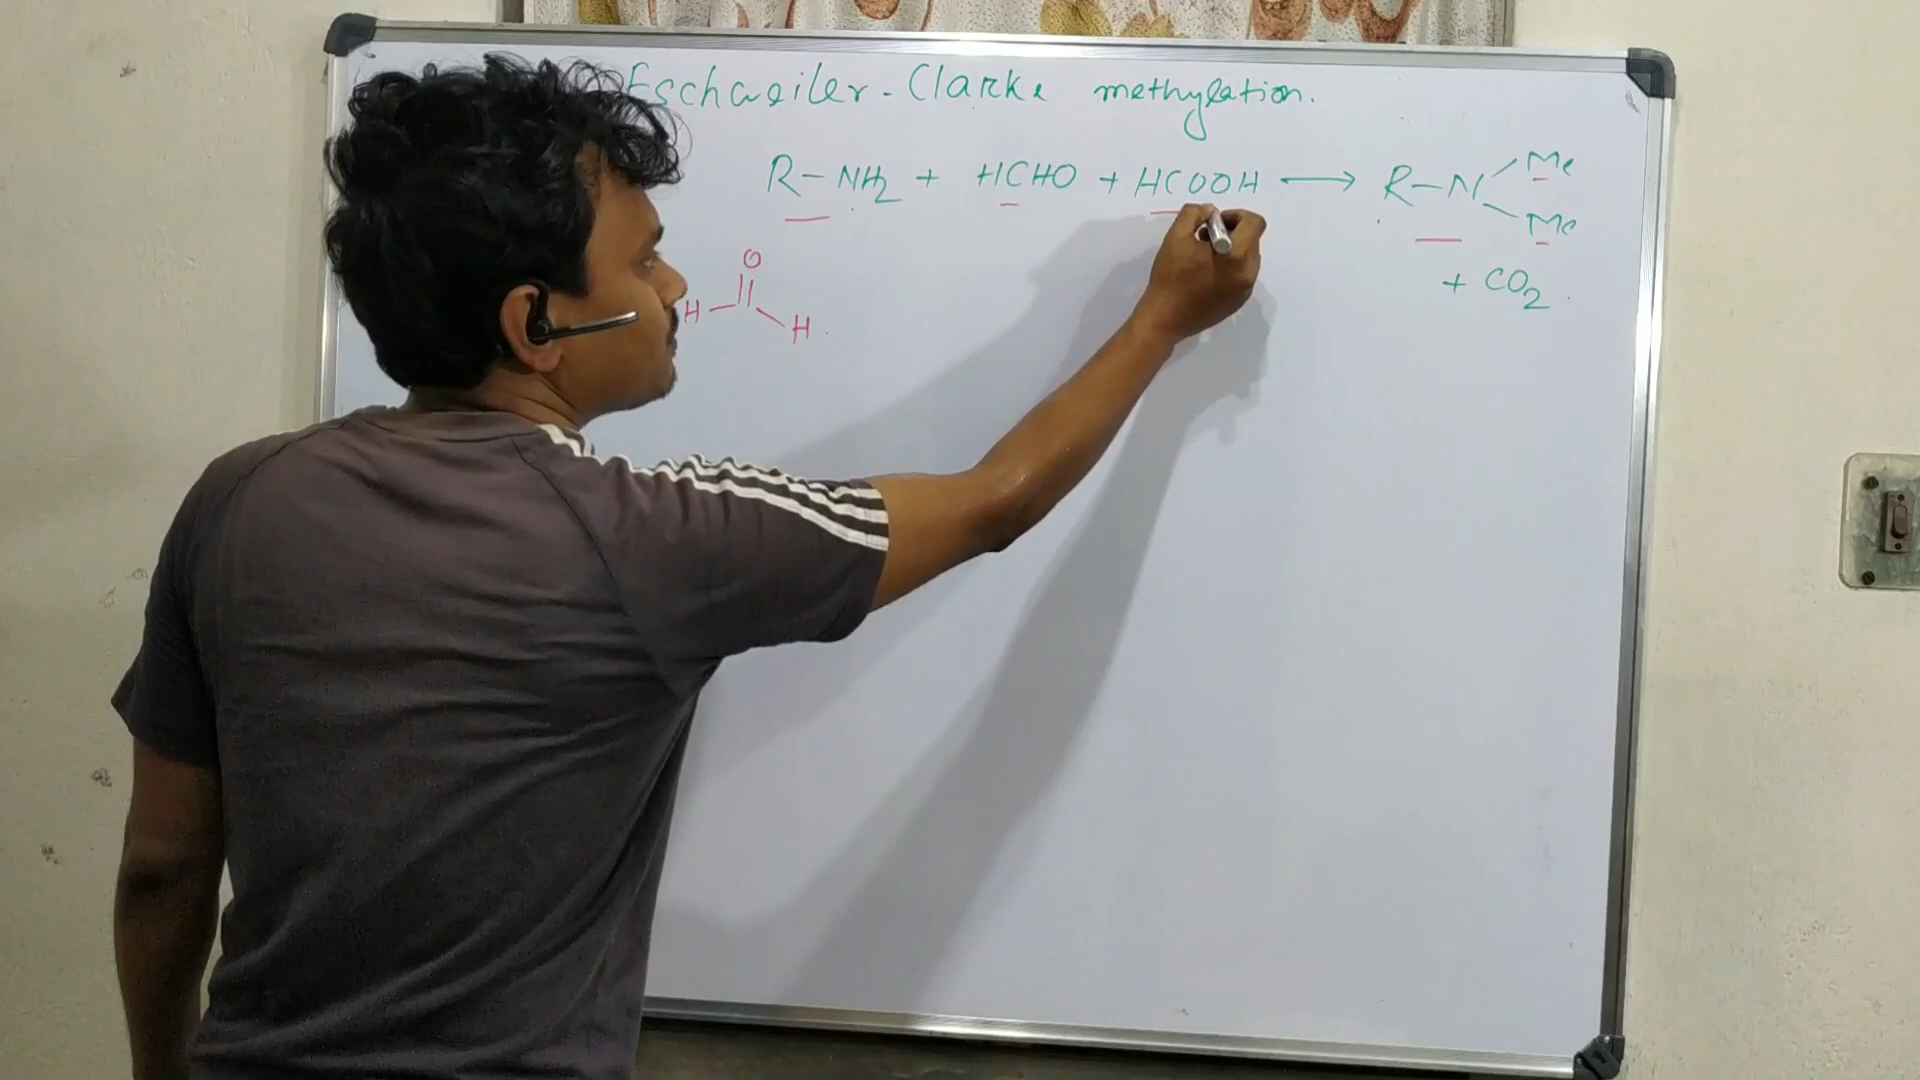 Eschweiler-Clarke methylation.
R-NH2 + HCHO + HCOOH ⟶ R-N
Me
Me
+ CO2
O
H
H